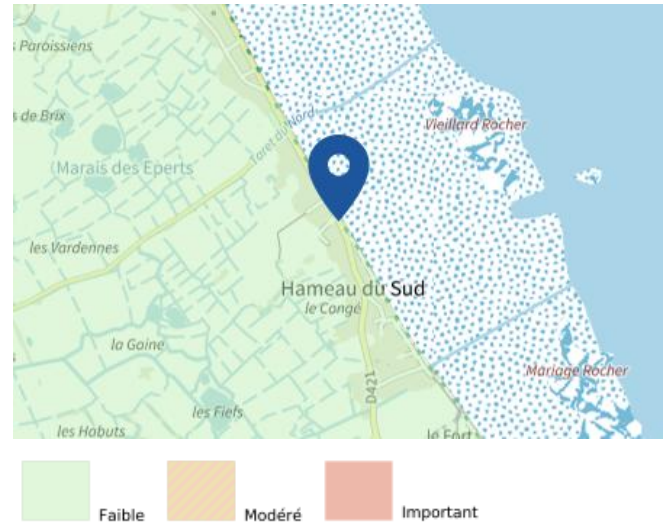 Paroissiens
de Brix
Taret du Nord
Vieillard Rocher
Marais des Eperts
les Vardennes
Hameau du Sud
le Congé
la Goine
Mariage Rocher
D421
les Fiefs
les Habuts
le Fort
Faible
Modéré
Important